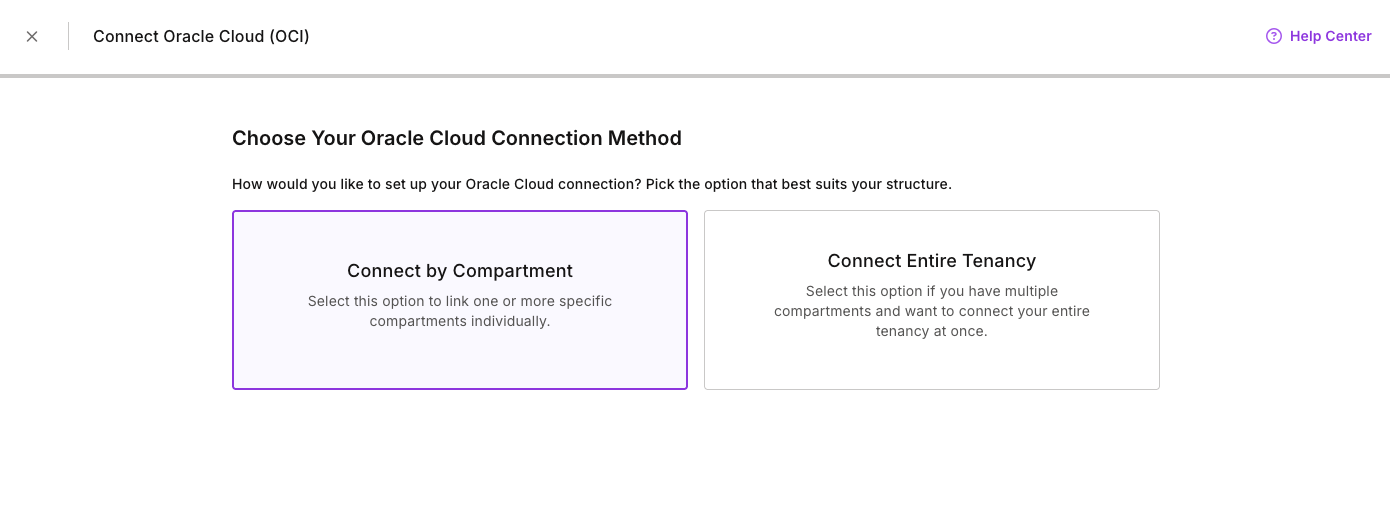 Connect Oracle Cloud (OCI)
Help Center
Choose Your Oracle Cloud Connection Method
How would you like to set up your Oracle Cloud connection? Pick the option that best suits your structure.
Connect by Compartment
Select this option to link one or more specific
compartments individually.
Connect Entire Tenancy
Select this option if you have multiple
compartments and want to connect your entire
tenancy at once.